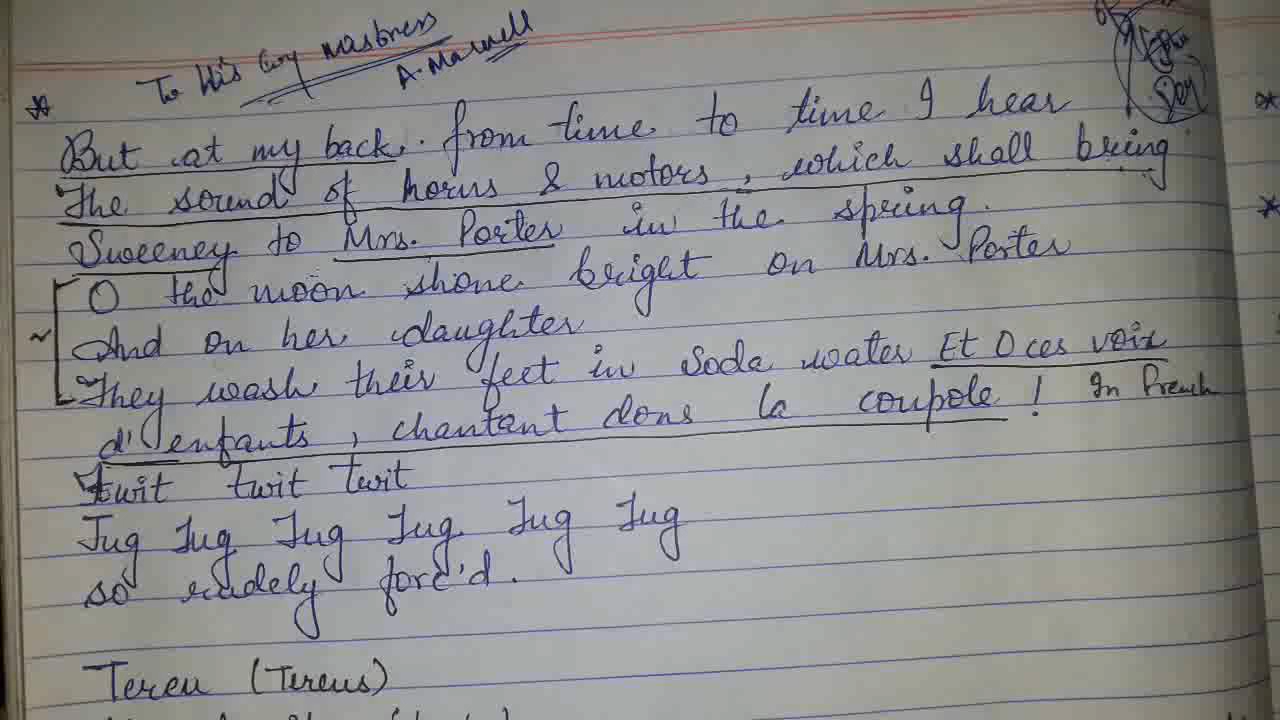 To His Coy Mastress
A. Marvell
But at my back. from time to time I hear
The sound of horns & motors, which shall bring
Sweeney to Mrs. Porter in the spring.
O the moon shone bright on Mrs. Porter
And on her daughter
They wash their feet in Soda water Et O ces voix
d'enfants, chantant dons la coupole! In French
twit twit twit
Jug Jug Jug Jug Jug Jug
so rudely forc'd.
Tereu (Tereus)